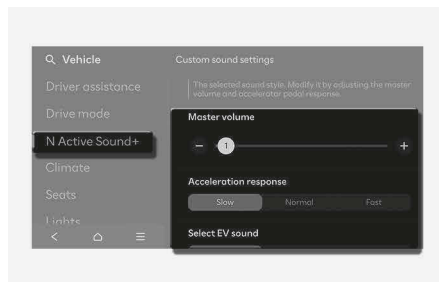 Vehicle
Custom sound settings
Driver assistance
The selected sound style. Modify it by adjusting the master
volume and accelerator pedal response.
Drive mode
Master volume
N Active Sound+
1
Climate
Acceleration response
Seats
Slow Normal Fast
Lights
Select EV sound